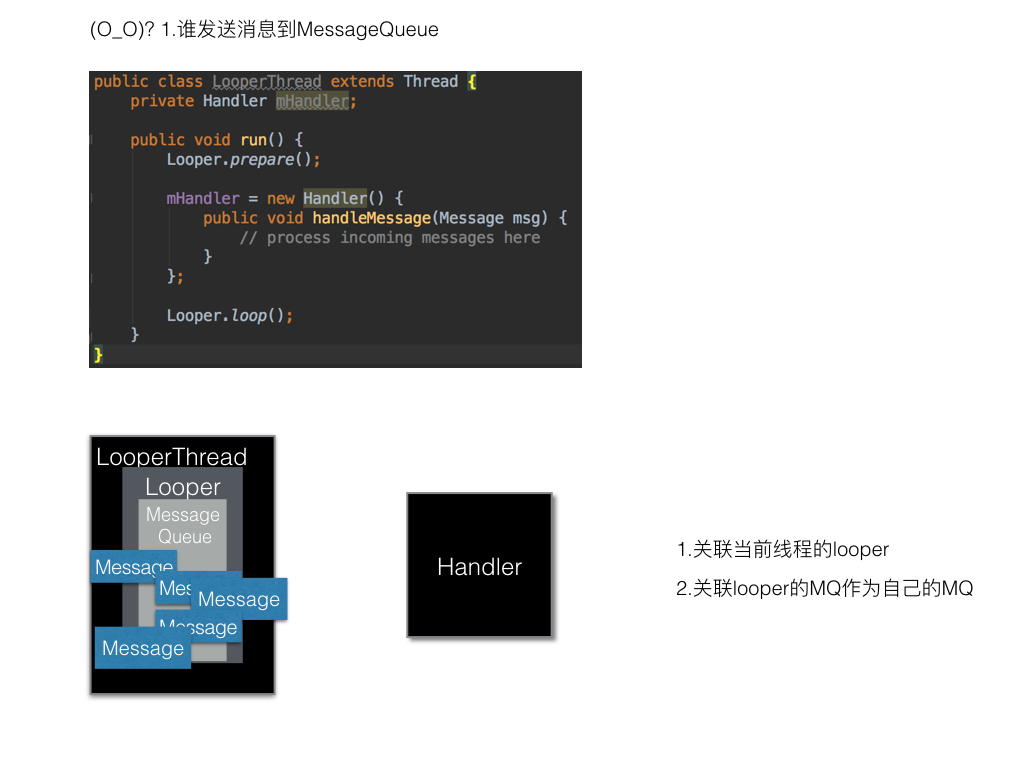 (O_O)? 1.谁发送消息到MessageQueue
public class LooperThread extends Thread {
private Handler mHandler;
public void run() {
Looper.prepare();
mHandler = new Handler() {
public void handleMessage(Message msg) {
// process incoming messages here
}
};
Looper.loop();
}
}
LooperThread
Looper
Message
Queue
Message
Mes
Message
Message
Message
Handler
1.关联当前线程的looper
2.关联looper的MQ作为自己的MQ